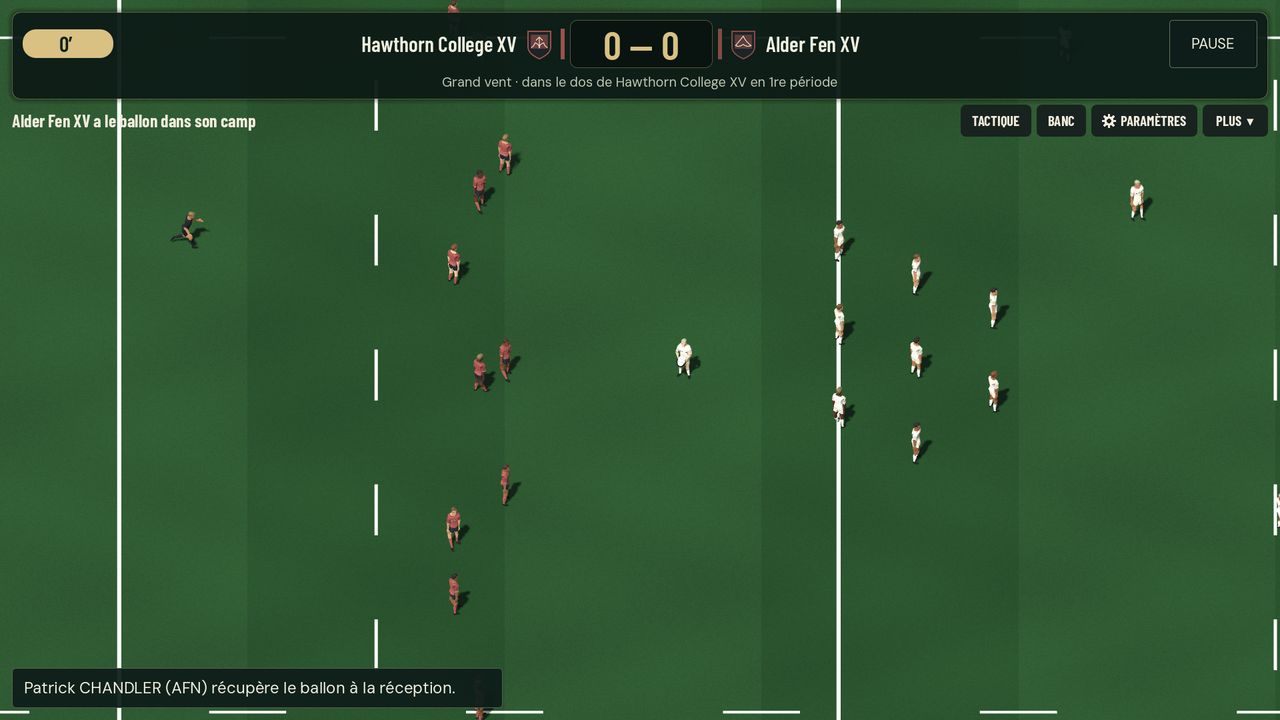 0′
Hawthorn College XV
0 – 0
Alder Fen XV
PAUSE
Grand vent · dans le dos de Hawthorn College XV en 1re période
Alder Fen XV a le ballon dans son camp
TACTIQUE
BANC
PARAMÈTRES
PLUS ▼
Patrick CHANDLER (AFN) récupère le ballon à la réception.